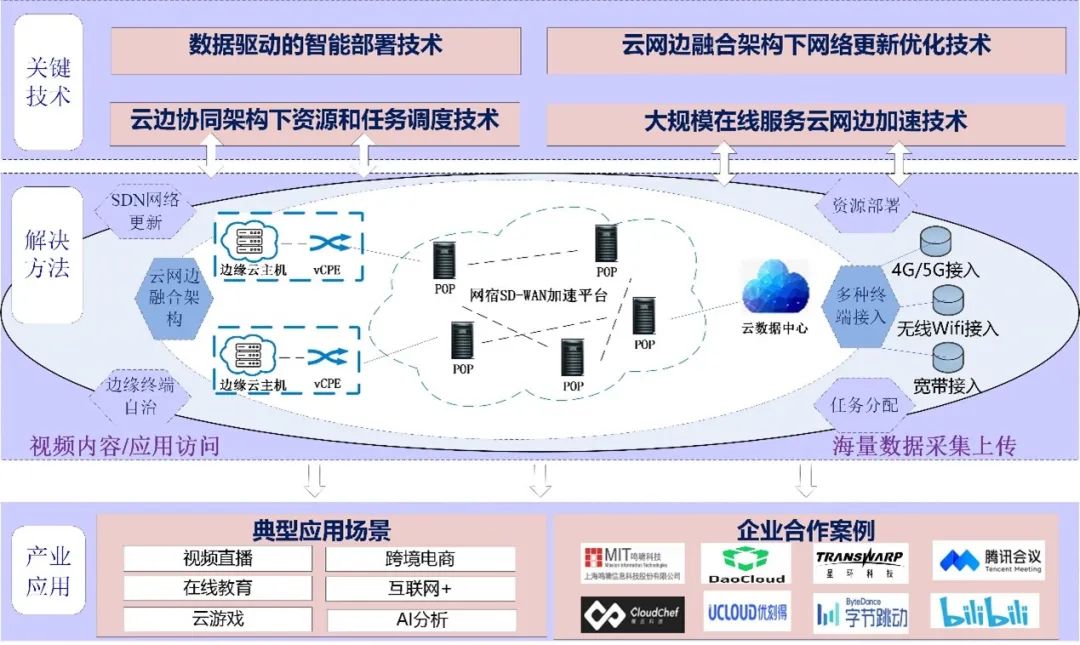 关键
技术
数据驱动的智能部署技术
云网边融合架构下网络更新优化技术
云边协同架构下资源和任务调度技术
大规模在线服务云网边加速技术
解决
方法
SDN网络
更新
云网边
融合架
构
边缘终端
自治
视频内容/应用访问
边缘云主机
vCPE
边缘云主机
vCPE
POP
POP
网宿SD-WAN加速平台
POP
POP
POP
云数据中心
资源部署
多种终
端接入
任务分配
4G/5G接入
无线Wifi接入
宽带接入
海量数据采集上传
产业
应用
典型应用场景
视频直播
跨境电商
在线教育
互联网+
云游戏
AI分析
企业合作案例
MIT 鸣啸科技
上海鸣啸信息科技股份有限公司
DaoCloud
TRANSWARP
星环科技
腾讯会议
Tencent Meeting
CloudChef
UCLOUD优刻得
ByteDance
字节跳动
bilibili